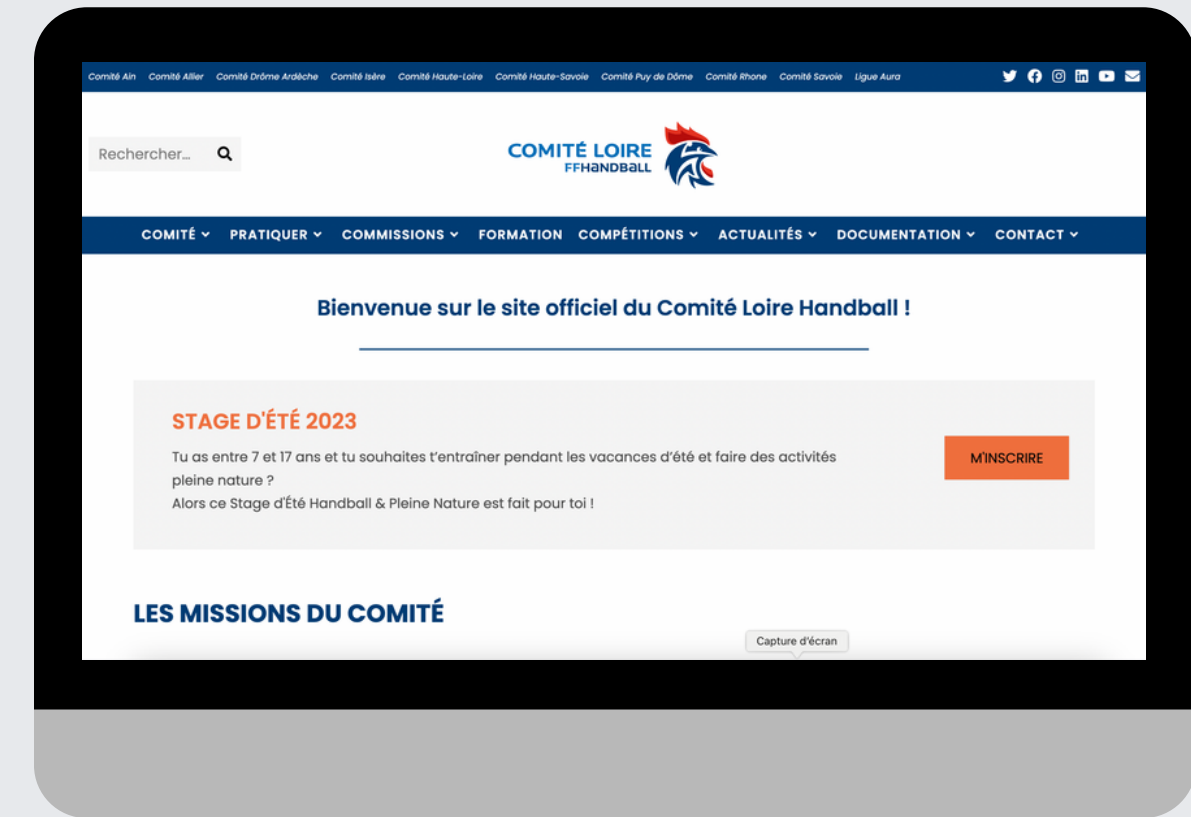 Comité Ain Comité Allier Comité Drôme Ardèche Comité Isère Comité Haute-Loire Comité Haute-Savoie Comité Puy de Dôme Comité Rhone Comité Savoie Ligue Aura
Rechercher...
COMITÉ LOIRE
FFHANDBALL
COMITÉ PRATIQUER COMMISSIONS FORMATION COMPÉTITIONS ACTUALITÉS DOCUMENTATION CONTACT
Bienvenue sur le site officiel du Comité Loire Handball !
STAGE D'ÉTÉ 2023
Tu as entre 7 et 17 ans et tu souhaites t’entraîner pendant les vacances d’été et faire des activités
pleine nature ?
Alors ce Stage d'Été Handball & Pleine Nature est fait pour toi !
M'INSCRIRE
LES MISSIONS DU COMITÉ
Capture d'écran